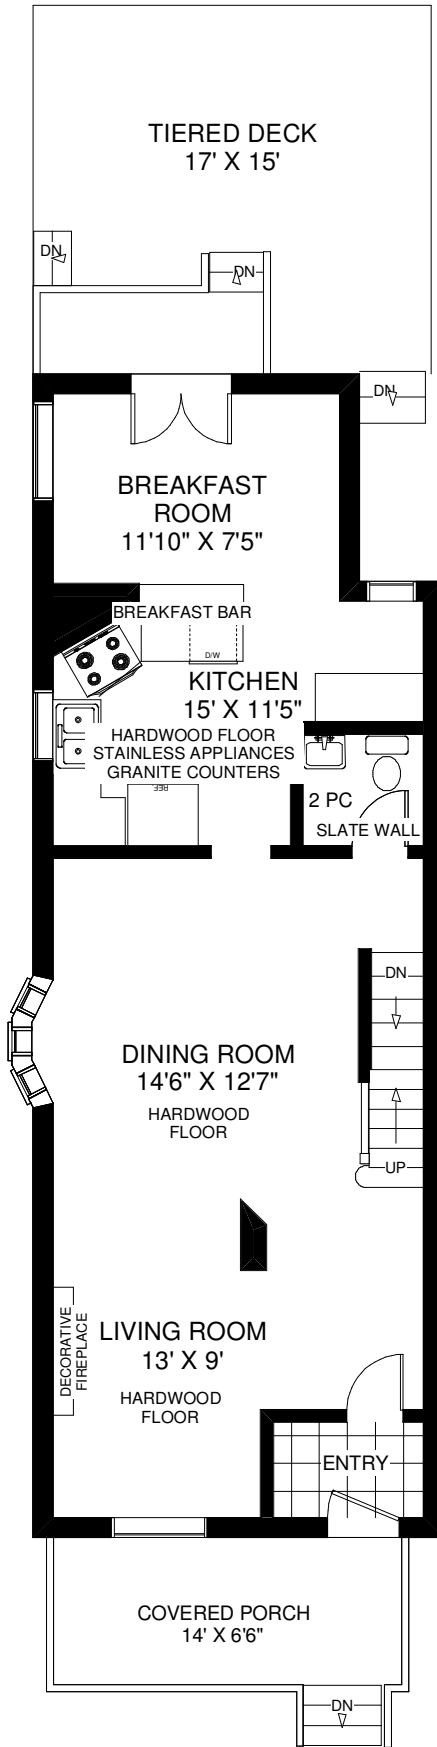 TIERED DECK
17' X 15'
DN
DN
DN
BREAKFAST
ROOM
11'10" X 7'5"
BREAKFAST BAR
D/W
KITCHEN
15' X 11'5"
HARDWOOD FLOOR
STAINLESS APPLIANCES
GRANITE COUNTERS
REF
2 PC
SLATE WALL
DN
DINING ROOM
14'6" X 12'7"
HARDWOOD
FLOOR
UP
DECORATIVE
FIREPLACE
LIVING ROOM
13' X 9'
HARDWOOD
FLOOR
ENTRY
COVERED PORCH
14' X 6'6"
DN